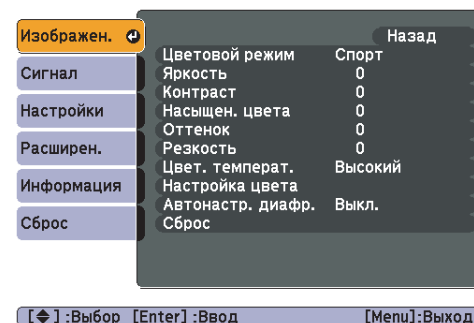 Изображен.
Сигнал
Настройки
Расширен.
Информация
Сброс
Назад
Цветовой режим Спорт
Яркость 0
Контраст 0
Насыщен. цвета 0
Оттенок 0
Резкость 0
Цвет. температ. Высокий
Настройка цвета
Автонастр. диафр. Выкл.
Сброс
[◆] :Выбор [Enter] :Ввод [Menu]:Выход